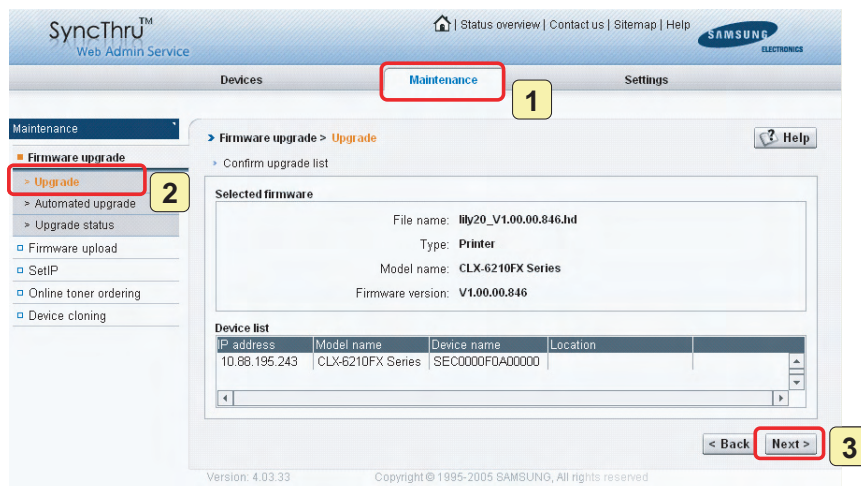 SyncThru™
Web Admin Service
| Status overview | Contact us | Sitemap | Help
SAMSUNG
ELECTRONICS
Devices
Maintenance
Settings
1
Maintenance
Firmware upgrade
> Upgrade
2
> Automated upgrade
> Upgrade status
Firmware upload
SetIP
Online toner ordering
Device cloning
> Firmware upgrade > Upgrade
Help
> Confirm upgrade list
Selected firmware
File name: lily20_V1.00.00.846.hd
Type: Printer
Model name: CLX-6210FX Series
Firmware version: V1.00.00.846
Device list
IP address Model name Device name Location
10.88.195.243 CLX-6210FX Series SEC0000F0A00000
< Back
Next >
3
Version: 4.03.33
Copyright © 1995-2005 SAMSUNG, All rights reserved